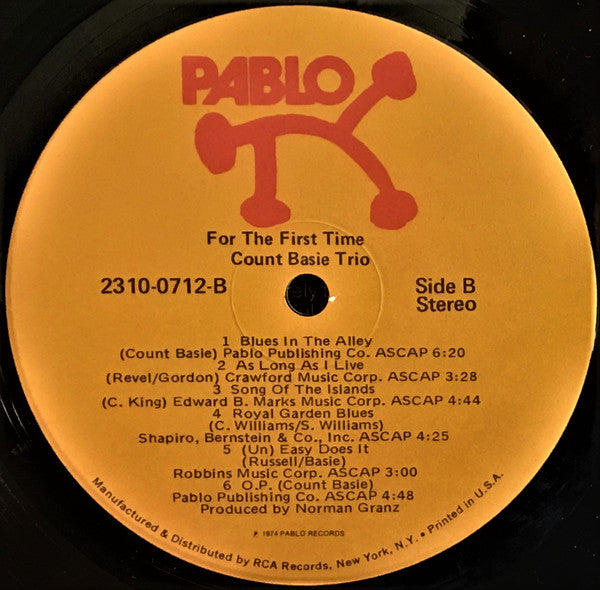 PABLO
For The First Time
Count Basie Trio
2310-0712-B
Side B
Stereo
1 Blues In The Alley
(Count Basie) Pablo Publishing Co. ASCAP 6:20
2 As Long As I Live
(Revel/Gordon) Crawford Music Corp. ASCAP 3:28
3 Song Of The Islands
(C. King) Edward B. Marks Music Corp. ASCAP 4:44
4 Royal Garden Blues
(C. Williams/S. Williams)
Shapiro, Bernstein & Co., Inc. ASCAP 4:25
5 (Un) Easy Does It
(Russell/Basie)
Robbins Music Corp. ASCAP 3:00
6 O.P. (Count Basie)
Pablo Publishing Co. ASCAP 4:48
Produced by Norman Granz
℗ 1974 PABLO RECORDS
Manufactured & Distributed by RCA Records, New York, N.Y. • Printed in U.S.A.